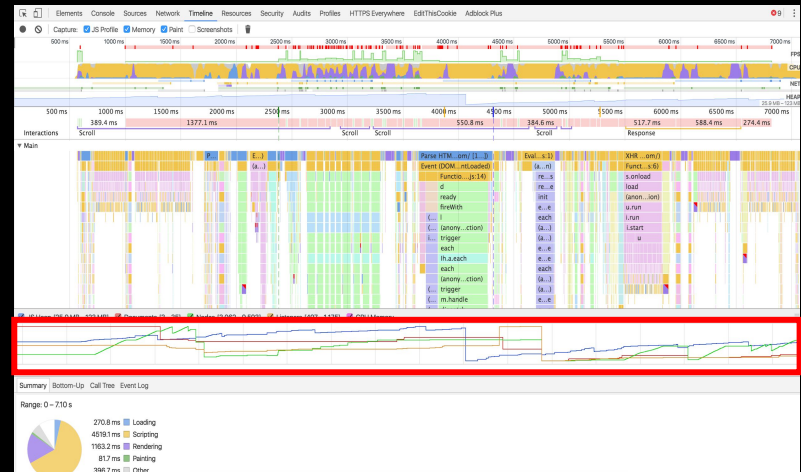 Elements Console Sources Network Timeline Resources Security Audits Profiles HTTPS Everywhere EditThisCookie Adblock Plus 9
Capture: JS Profile Memory Paint Screenshots
500 ms 1000 ms 1500 ms 2000 ms 2500 ms 3000 ms 3500 ms 4000 ms 4500 ms 5000 ms 5500 ms 6000 ms 6500 ms 7000 ms
FPS
CPU
NET
HEAP
25.9 MB – 123 MB
500 ms 1000 ms 1500 ms 2000 ms 2500 ms 3000 ms 3500 ms 4000 ms 4500 ms 5000 ms 5500 ms 6000 ms 6500 ms 7000 ms
389.4 ms 1377.1 ms 550.8 ms 384.6 ms 517.7 ms 588.4 ms 274.4 ms
Interactions Scroll Scroll Scroll Scroll Response
Main
P... E...) Parse HTM...om/ [1...]) Eval...s:1) XHR ...om/)
(a...) Event (DOM...ntLoaded) (a...n) Funct...s:6)
Functio...,js:14) re...s s.onload
d re...e load
ready init (anon...ion)
fireWith e...e u.run
(... l each i.run
(... (anony...ction) (a...) i.start
i... trigger (a...) u
each e...e
lh.a.each e...e
each each
(anony...ction) (a...)
(... trigger (a...)
(... m.handle e...e
Summary Bottom-Up Call Tree Event Log
Range: 0 – 7.10 s
270.8 ms Loading
4519.1 ms Scripting
1163.2 ms Rendering
81.7 ms Painting
396.7 ms Other